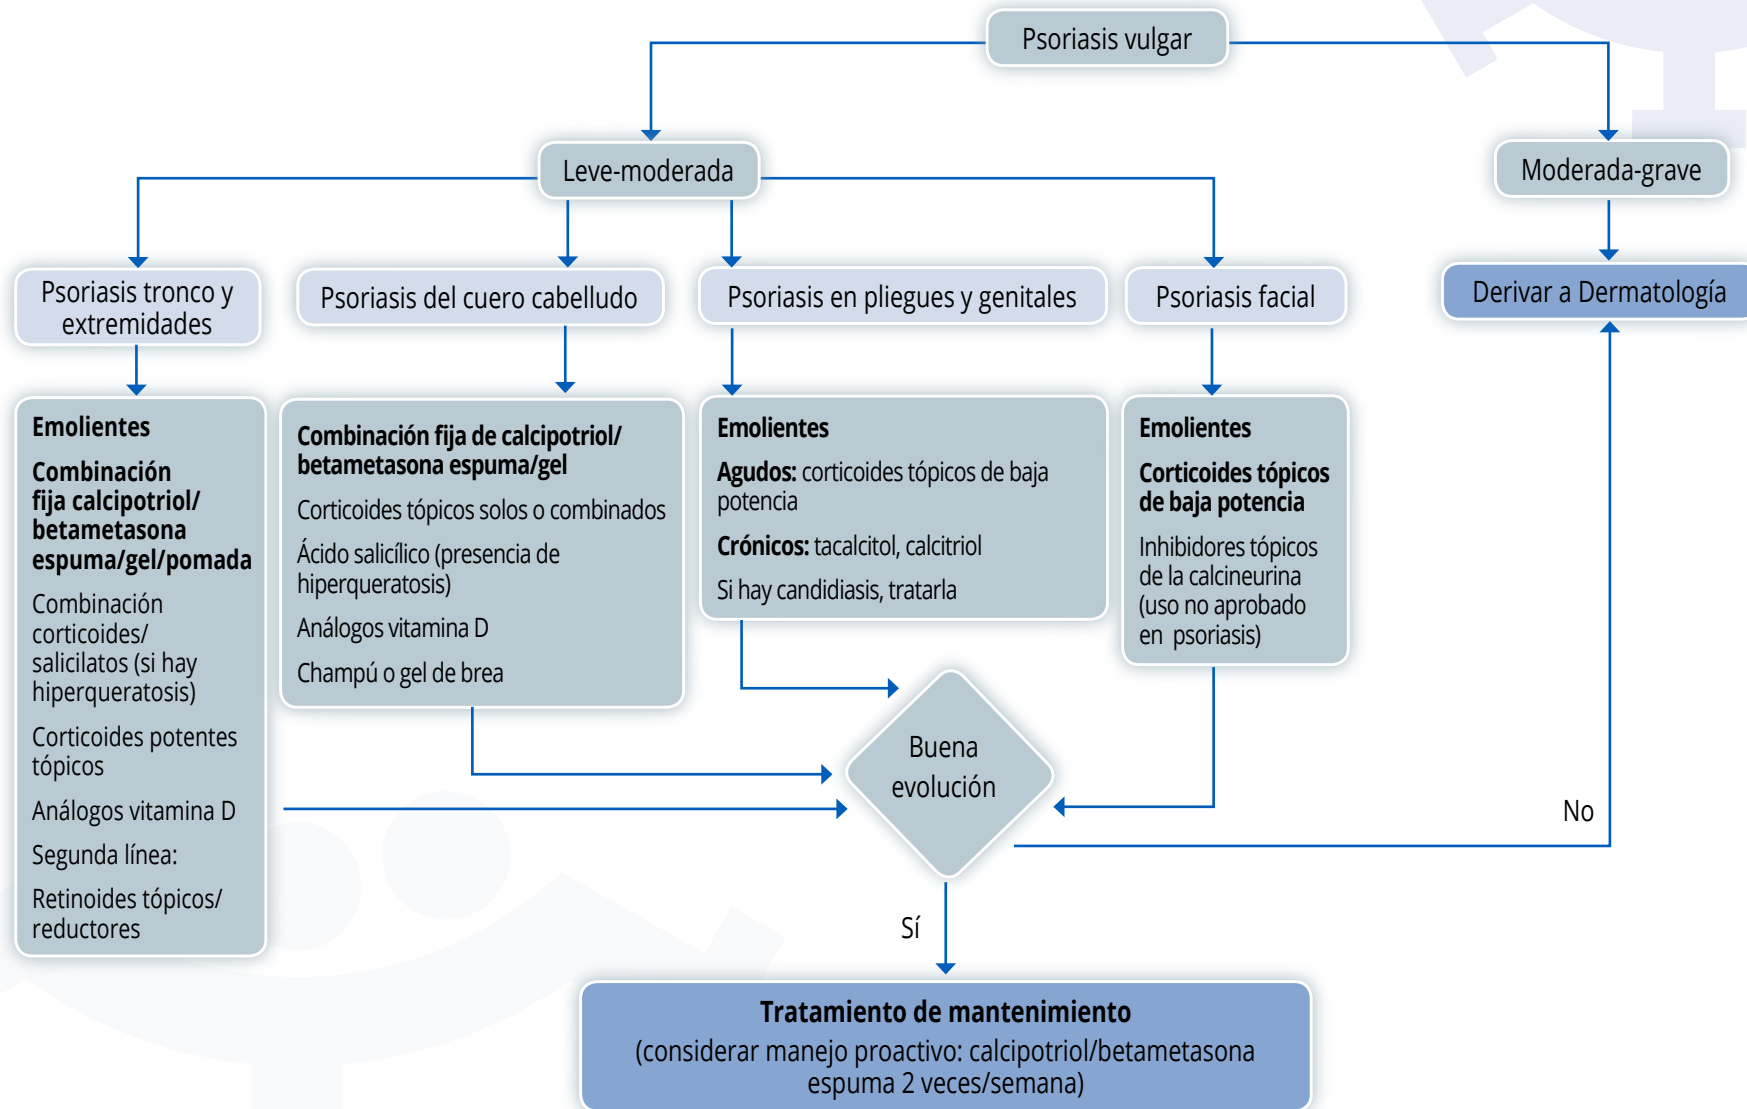 Psoriasis vulgar
Leve-moderada
Moderada-grave
Psoriasis tronco y
extremidades
Psoriasis del cuero cabelludo
Psoriasis en pliegues y genitales
Psoriasis facial
Derivar a Dermatología
Emolientes
Combinación
fija calcipotriol/
betametasona
espuma/gel/pomada
Combinación
corticoides/
salicilatos (si hay
hiperqueratosis)
Corticoides potentes
tópicos
Análogos vitamina D
Segunda línea:
Retinoides tópicos/
reductores
Combinación fija de calcipotriol/
betametasona espuma/gel
Corticoides tópicos solos o combinados
Ácido salicílico (presencia de
hiperqueratosis)
Análogos vitamina D
Champú o gel de brea
Emolientes
Agudos: corticoides tópicos de baja
potencia
Crónicos: tacalcitol, calcitriol
Si hay candidiasis, tratarla
Emolientes
Corticoides tópicos
de baja potencia
Inhibidores tópicos
de la calcineurina
(uso no aprobado
en psoriasis)
Buena
evolución
No
Sí
Tratamiento de mantenimiento
(considerar manejo proactivo: calcipotriol/betametasona
espuma 2 veces/semana)